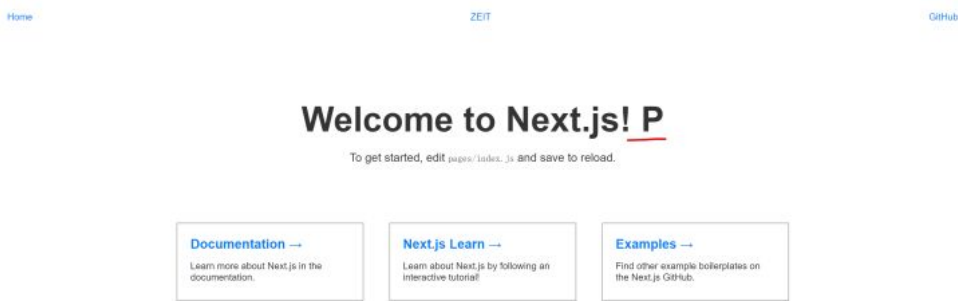 Home
ZEIT
GitHub
Welcome to Next.js! P
To get started, edit pages/index.js and save to reload.
Documentation →
Learn more about Next.js in the
documentation.
Next.js Learn →
Learn about Next.js by following an
interactive tutorial!
Examples →
Find other example boilerplates on
the Next.js GitHub.